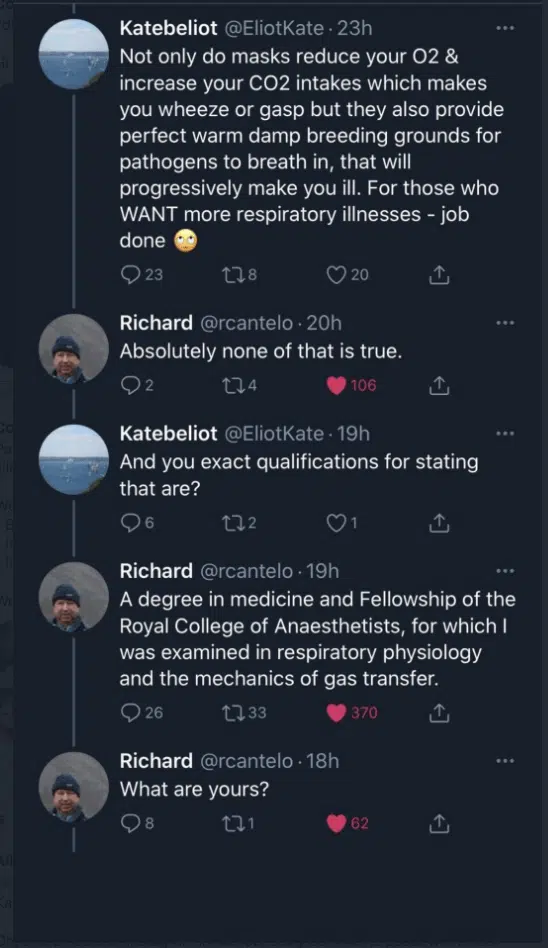 Katebeliot @EliotKate · 23h
Not only do masks reduce your O2 &
increase your CO2 intakes which makes
you wheeze or gasp but they also provide
perfect warm damp breeding grounds for
pathogens to breath in, that will
progressively make you ill. For those who
WANT more respiratory illnesses - job
done 🙄
23 8 20
Richard @rcantelo · 20h
Absolutely none of that is true.
2 4 106
Katebeliot @EliotKate · 19h
And you exact qualifications for stating
that are?
6 2 1
Richard @rcantelo · 19h
A degree in medicine and Fellowship of the
Royal College of Anaesthetists, for which I
was examined in respiratory physiology
and the mechanics of gas transfer.
26 33 370
Richard @rcantelo · 18h
What are yours?
8 1 62